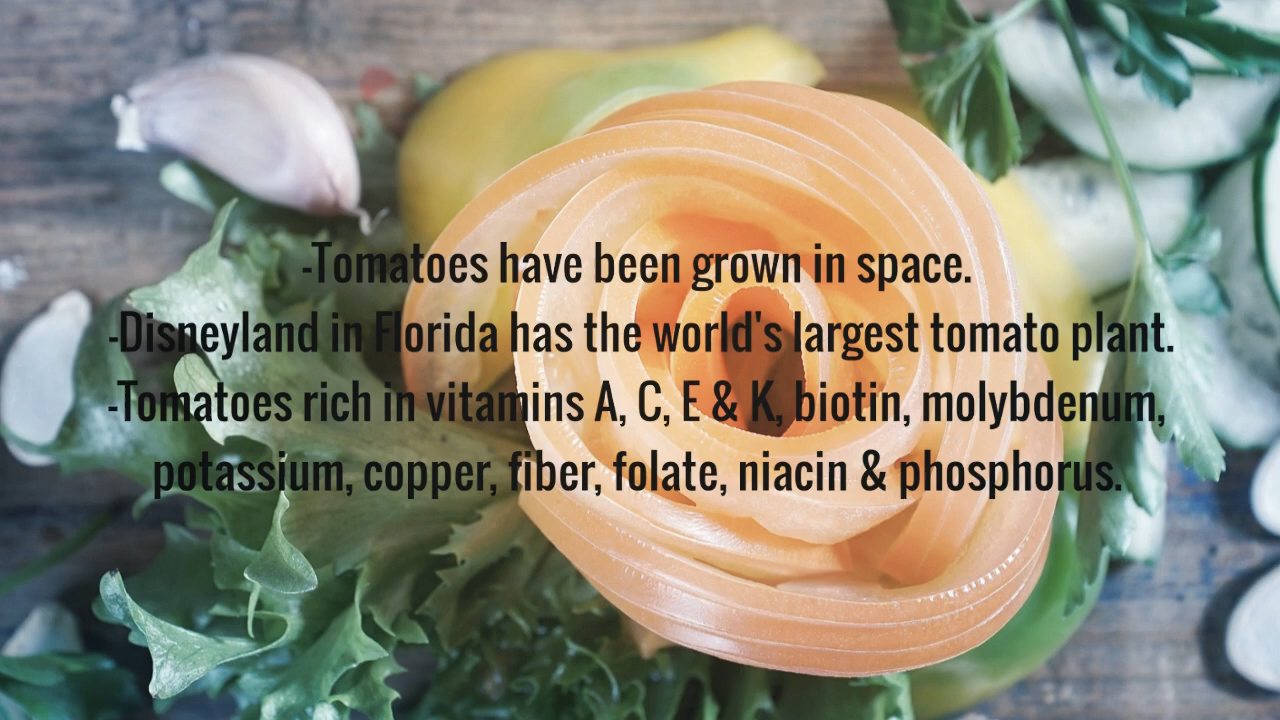 -Tomatoes have been grown in space.
-Disneyland in Florida has the world's largest tomato plant.
-Tomatoes rich in vitamins A, C, E & K, biotin, molybdenum,
potassium, copper, fiber, folate, niacin & phosphorus.